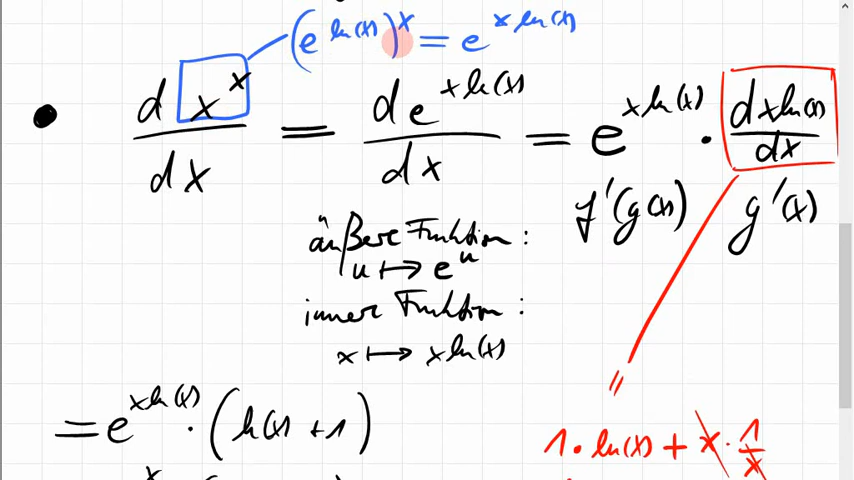 (e^{ln(x)})^x = e^{x ln(x)}
d x^x / dx = d e^{x ln(x)} / dx = e^{x ln(x)} · d x ln(x) / dx
f'(g(x)) g'(x)
äußere Funktion:
u ↦ e^u
innere Funktion:
x ↦ x ln(x)
= e^{x ln(x)} · (ln(x) + 1)
1 · ln(x) + x · 1/x